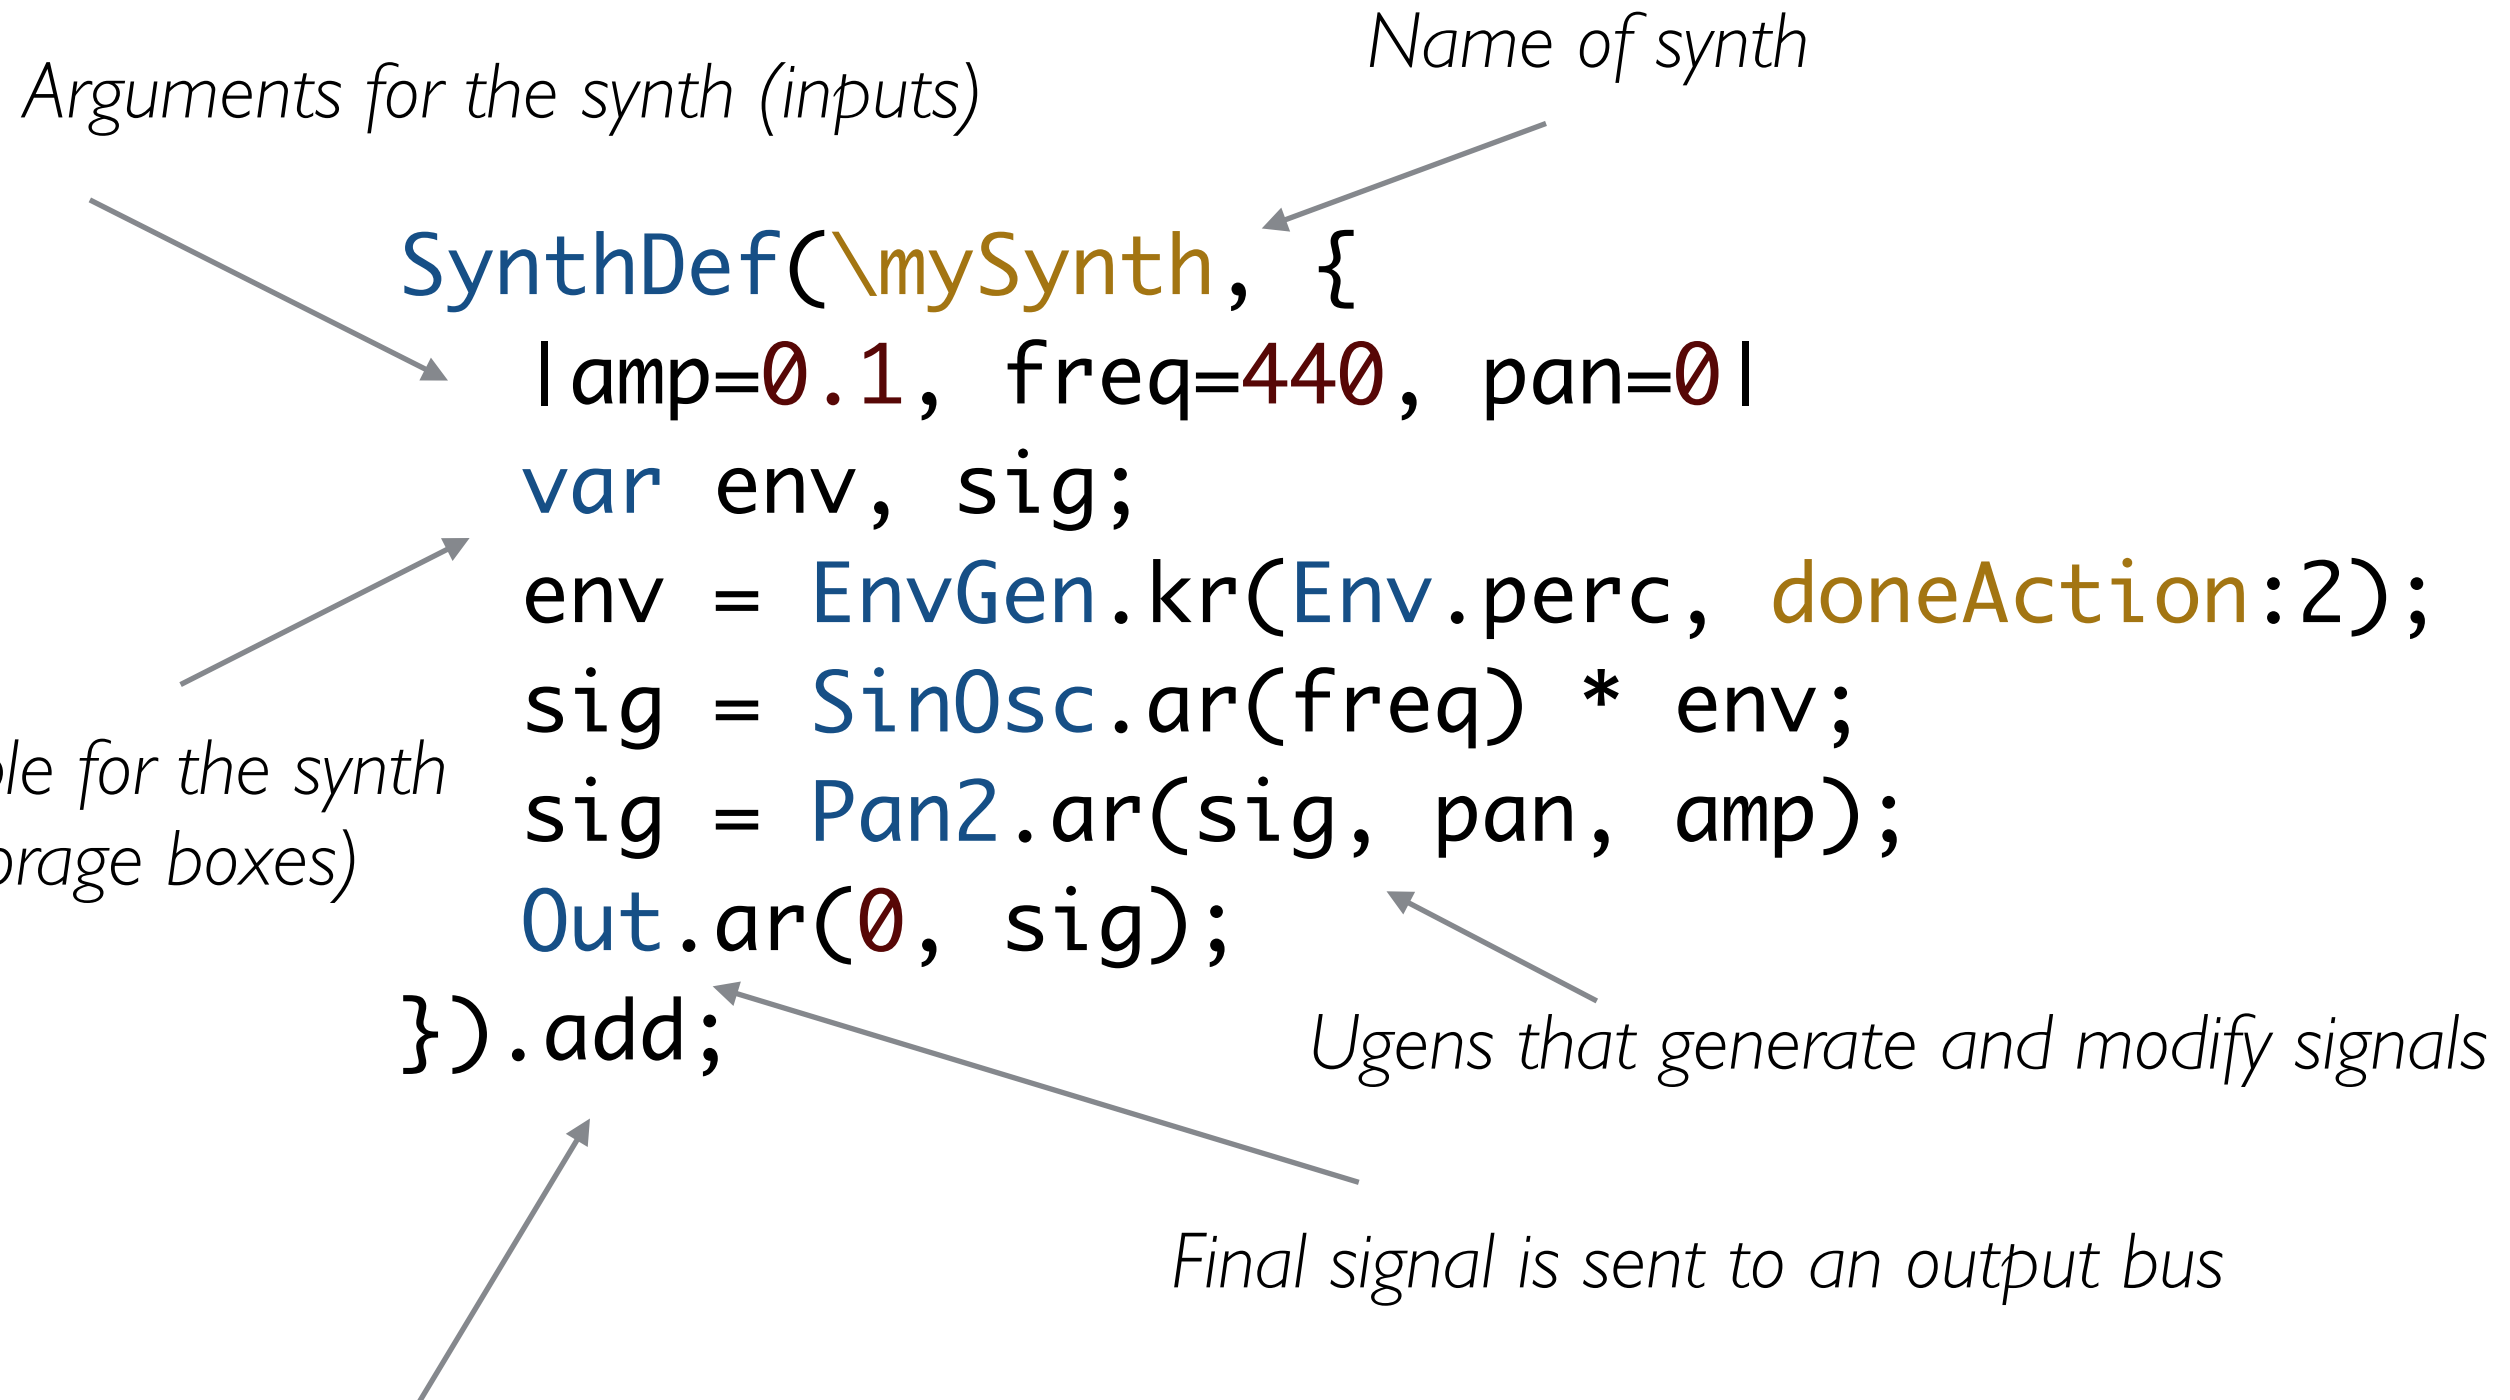 Name of synth
Arguments for the synth (inputs)
SynthDef(\mySynth, {
|amp=0.1, freq=440, pan=0|
var env, sig;
env = EnvGen.kr(Env.perc, doneAction:2);
sig = SinOsc.ar(freq) * env;
for the synth
sig = Pan2.ar(sig, pan, amp);
boxes)
Out.ar(0, sig);
}).add;
Ugens that generate and modify signals
Final signal is sent to an output bus